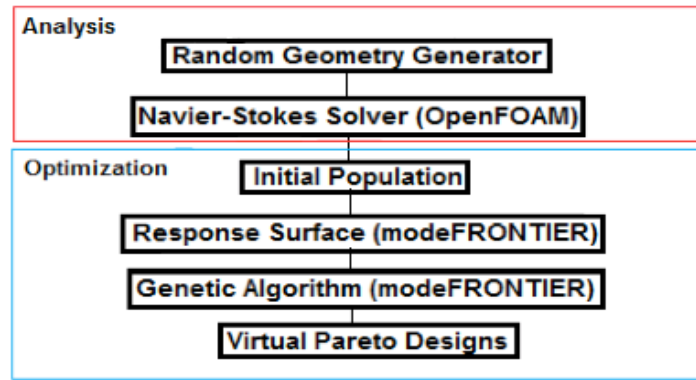 Analysis
Random Geometry Generator
Navier-Stokes Solver (OpenFOAM)
Optimization
Initial Population
Response Surface (modeFRONTIER)
Genetic Algorithm (modeFRONTIER)
Virtual Pareto Designs